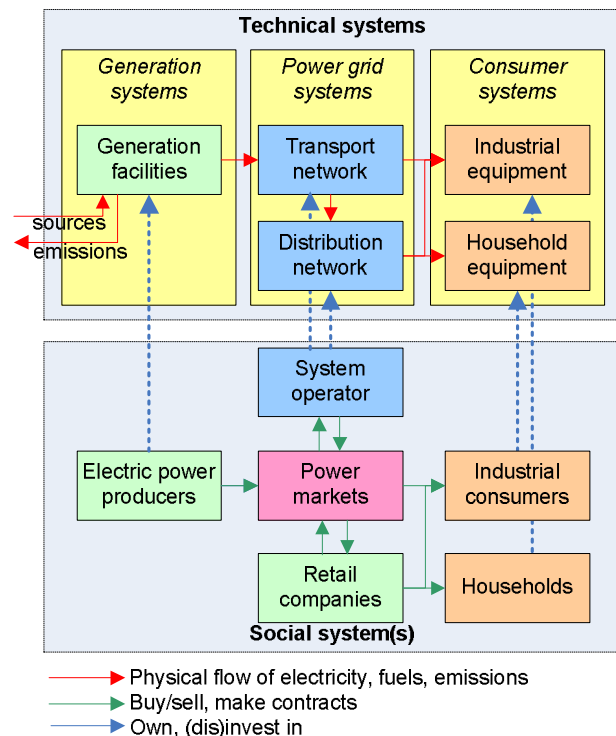 Technical systems
Generation
systems
Power grid
systems
Consumer
systems
Generation
facilities
Transport
network
Industrial
equipment
sources
emissions
Distribution
network
Household
equipment
System
operator
Electric power
producers
Power
markets
Industrial
consumers
Retail
companies
Households
Social system(s)
Physical flow of electricity, fuels, emissions
Buy/sell, make contracts
Own, (dis)invest in